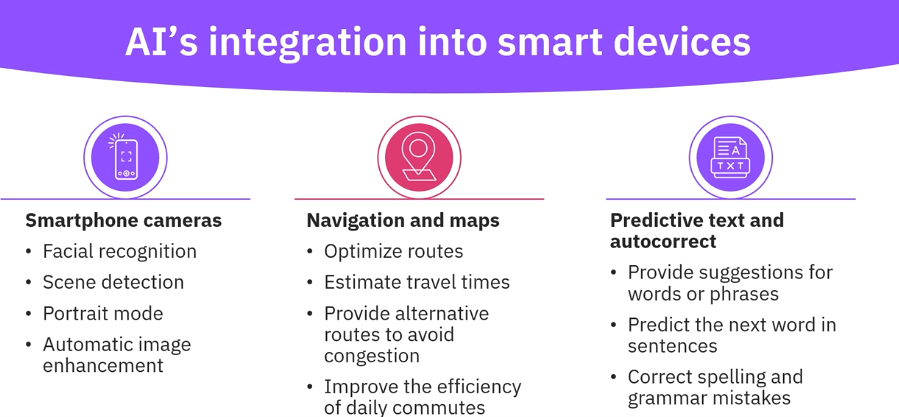 AI's integration into smart devices
A
TXT
Smartphone cameras
• Facial recognition
• Scene detection
• Portrait mode
• Automatic image
enhancement
Navigation and maps
• Optimize routes
• Estimate travel times
• Provide alternative
routes to avoid
congestion
• Improve the efficiency
of daily commutes
Predictive text and
autocorrect
• Provide suggestions for
words or phrases
• Predict the next word in
sentences
• Correct spelling and
grammar mistakes